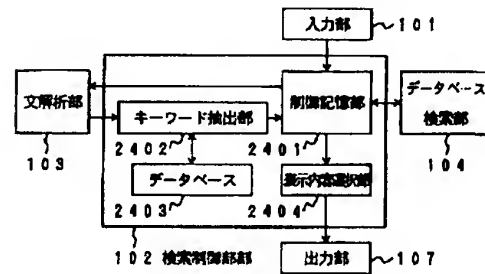 入力部
101
文解析部
103
キーワード抽出部
2402
制御記憶部
2401
データベース
検索部
104
データベース
2403
表示内容選択部
2404
102 検索制御部部
出力部
107